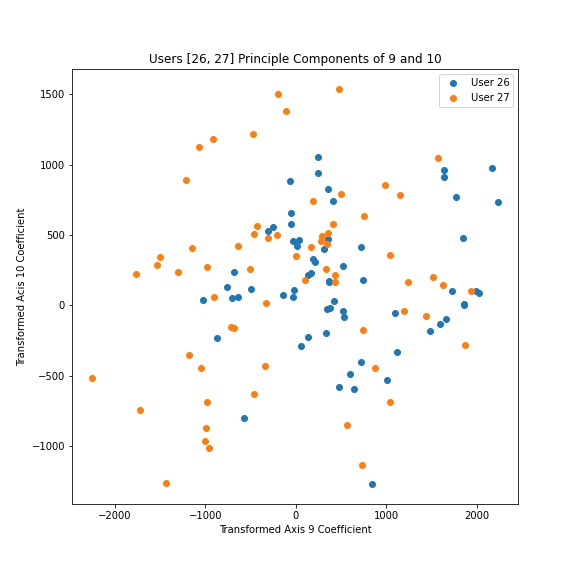 Users [26, 27] Principle Components of 9 and 10
User 26
User 27
1500
1000
500
0
−500
−1000
Transformed Acis 10 Coefficient
−2000
−1000
0
1000
2000
Transformed Axis 9 Coefficient